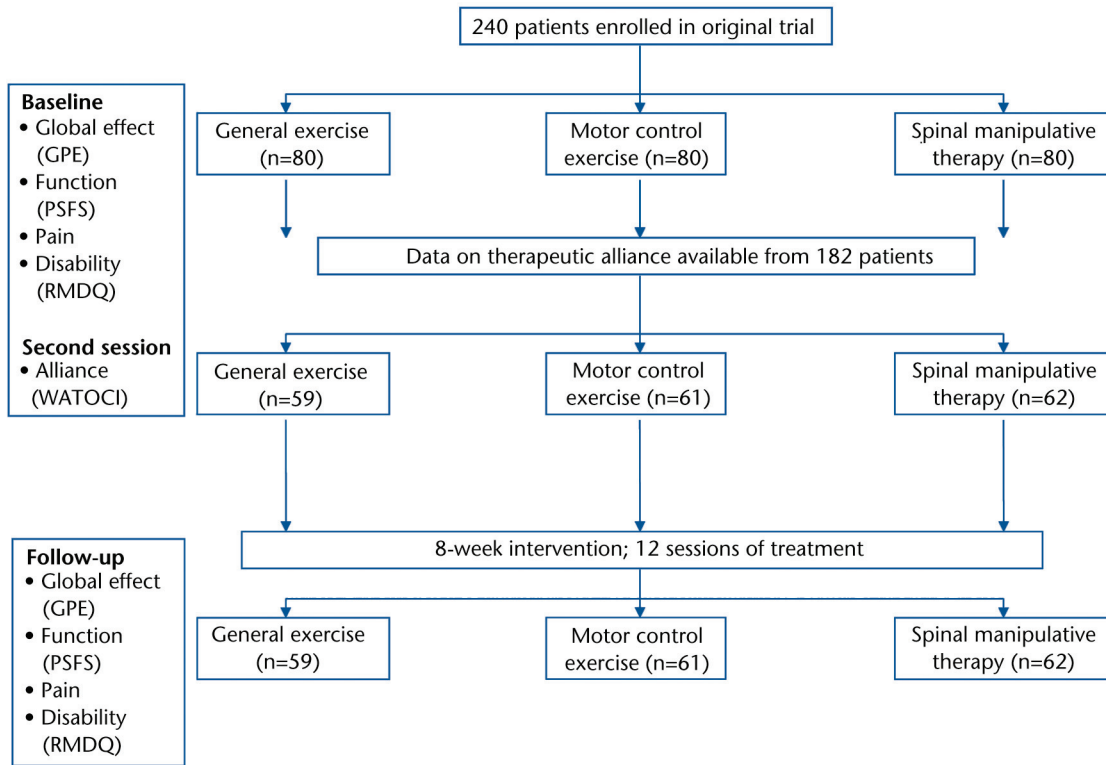 240 patients enrolled in original trial
Baseline
• Global effect
(GPE)
• Function
(PSFS)
• Pain
• Disability
(RMDQ)
Second session
• Alliance
(WATOCI)
General exercise
(n=80)
Motor control
exercise (n=80)
Spinal manipulative
therapy (n=80)
Data on therapeutic alliance available from 182 patients
General exercise
(n=59)
Motor control
exercise (n=61)
Spinal manipulative
therapy (n=62)
8-week intervention; 12 sessions of treatment
Follow-up
• Global effect
(GPE)
• Function
(PSFS)
• Pain
• Disability
(RMDQ)
General exercise
(n=59)
Motor control
exercise (n=61)
Spinal manipulative
therapy (n=62)